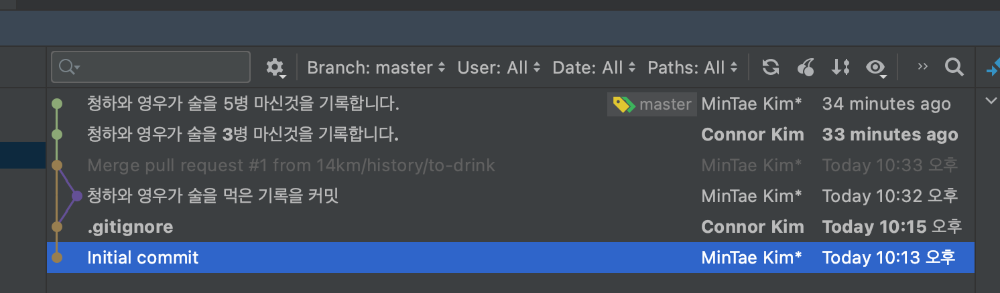 Branch: master User: All Date: All Paths: All
청하와 영우가 술을 5병 마신것을 기록합니다. master MinTae Kim* 34 minutes ago
청하와 영우가 술을 3병 마신것을 기록합니다. Connor Kim 33 minutes ago
Merge pull request #1 from 14km/history/to-drink MinTae Kim* Today 10:33 오후
청하와 영우가 술을 먹은 기록을 커밋 MinTae Kim* Today 10:32 오후
.gitignore Connor Kim Today 10:15 오후
Initial commit MinTae Kim* Today 10:13 오후